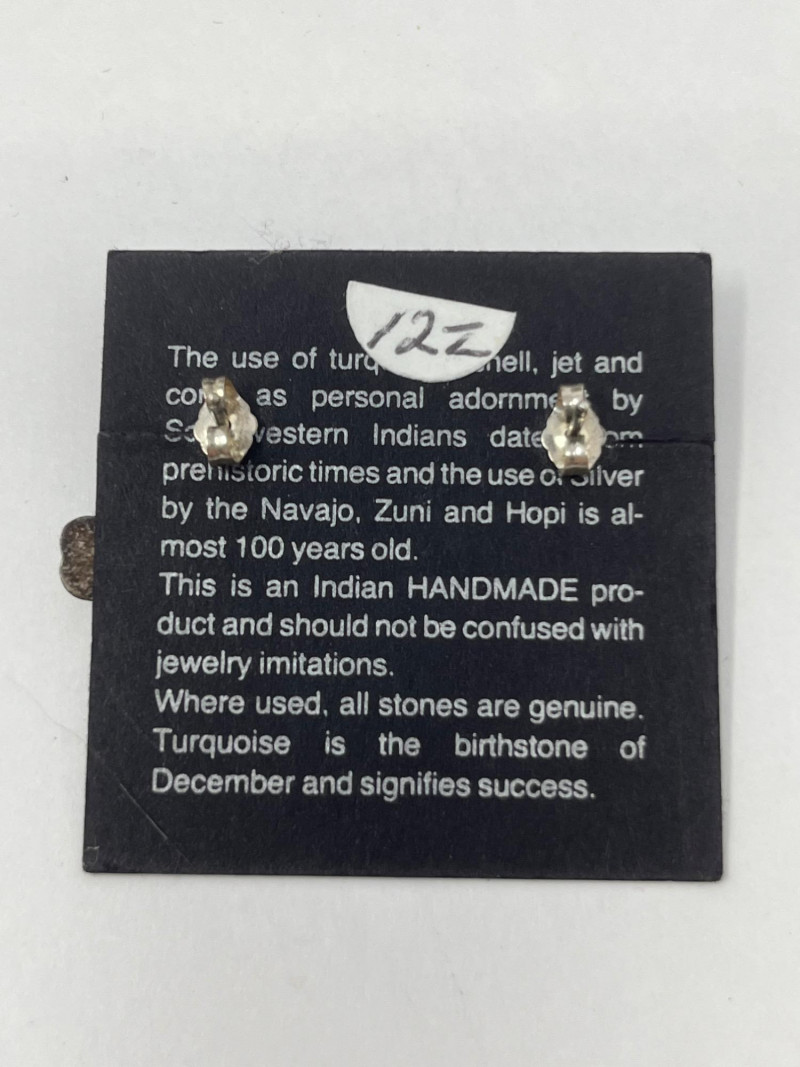 12Z
The use of turq hell, jet and
as personal adornme by
western Indians date om
prehistoric times and the use of Silver
by the Navajo, Zuni and Hopi is al-
most 100 years old.
This is an Indian HANDMADE pro-
duct and should not be confused with
jewelry imitations.
Where used, all stones are genuine.
Turquoise is the birthstone of
December and signifies success.